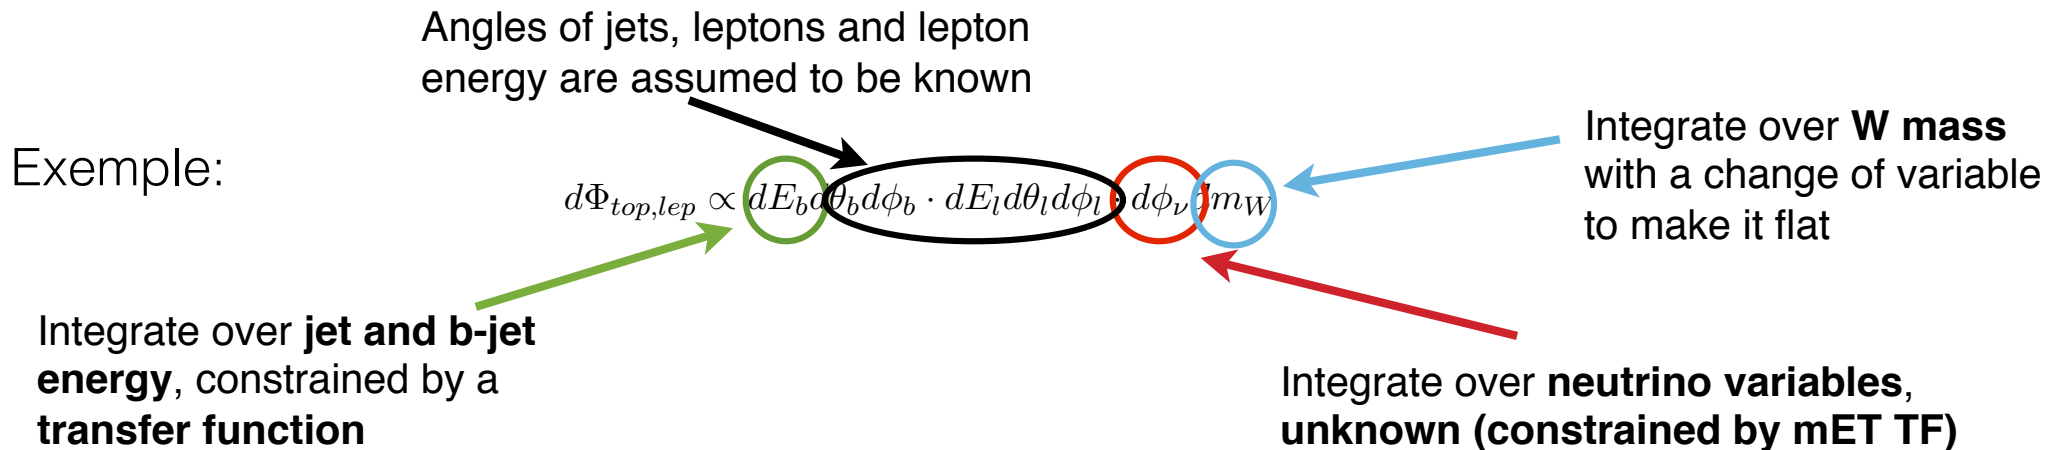 Angles of jets, leptons and lepton
energy are assumed to be known
Exemple:
dΦ_{top,lep} ∝ dE_b dθ_b dϕ_b · dE_l dθ_l dϕ_l · dϕ_ν dm_W
Integrate over W mass
with a change of variable
to make it flat
Integrate over jet and b-jet
energy, constrained by a
transfer function
Integrate over neutrino variables,
unknown (constrained by mET TF)